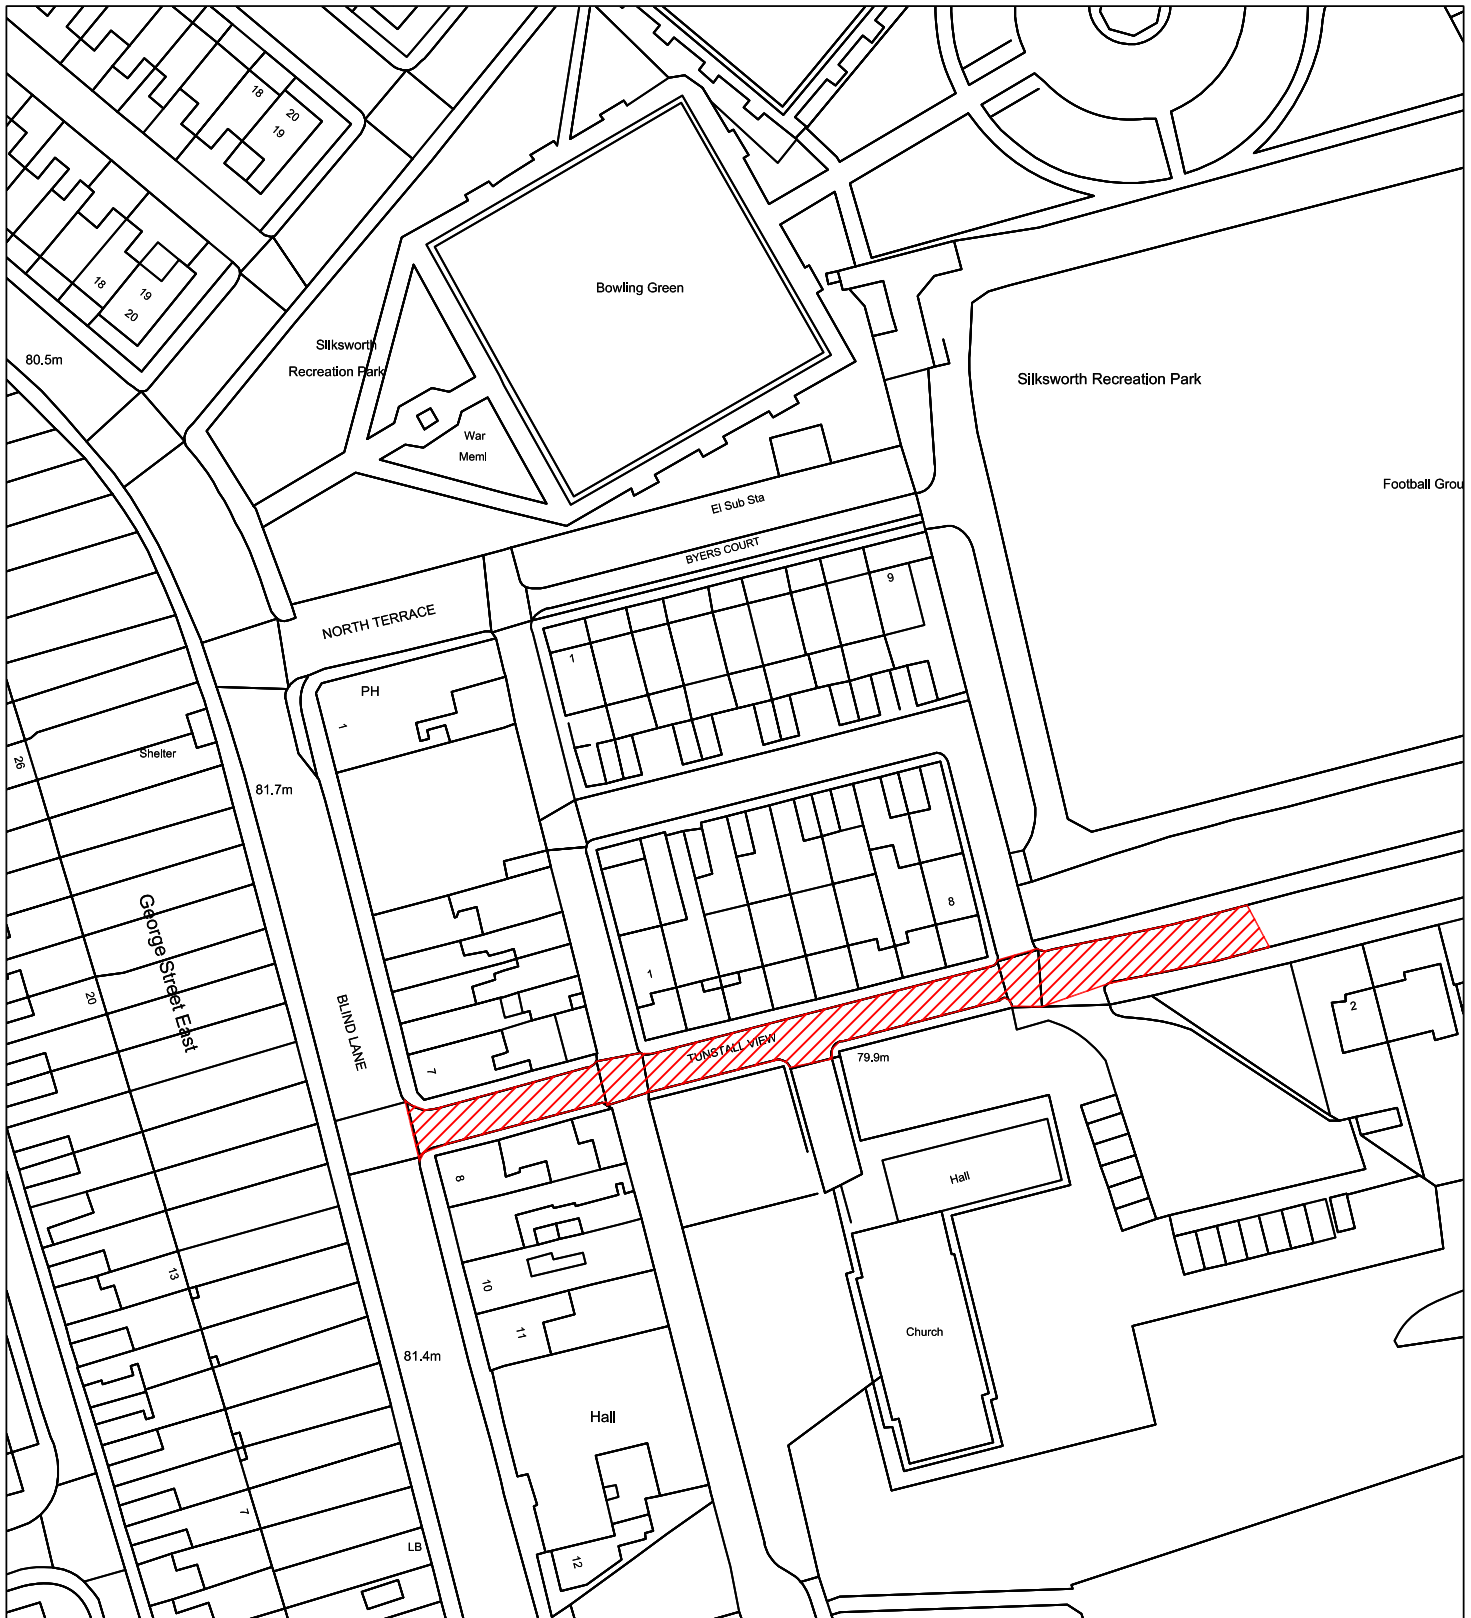 18
20
19
18
19
20
80.5m
Bowling Green
Silksworth
Recreation Park
Silksworth Recreation Park
War
Meml
Football Grou
El Sub Sta
BYERS COURT
9
NORTH TERRACE
1
PH
1
Shelter
26
81.7m
George Street East
8
1
20
BLIND LANE
2
TUNSTALL VIEW
79.9m
7
8
Hall
13
10
11
Church
81.4m
Hall
7
LB
12